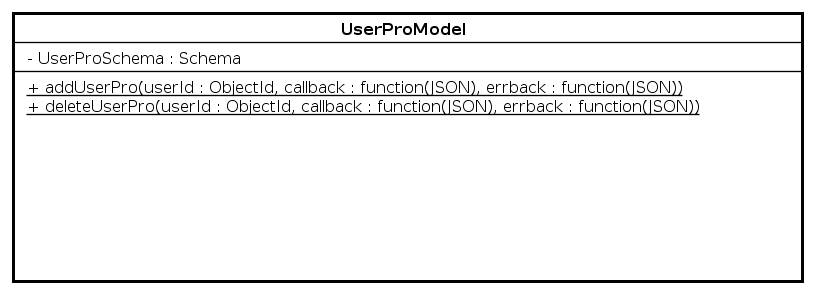 UserProModel
- UserProSchema : Schema
+ addUserPro(userId : ObjectId, callback : function(JSON), errback : function(JSON))
+ deleteUserPro(userId : ObjectId, callback : function(JSON), errback : function(JSON))